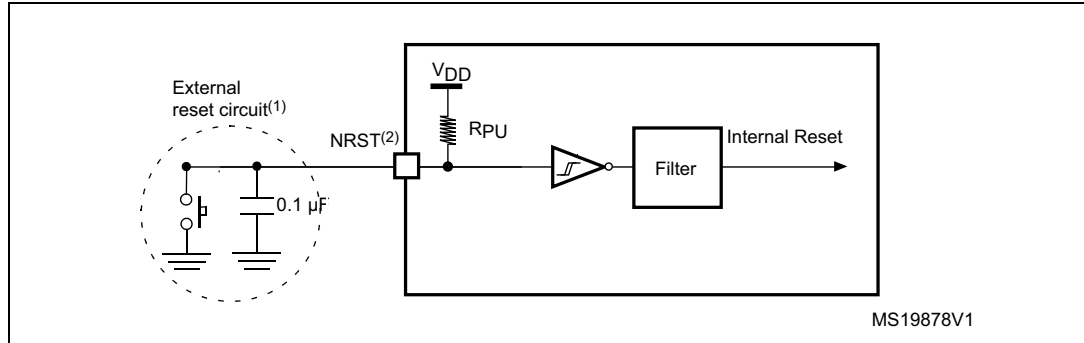 External
reset circuit(1)
VDD
NRST(2)
RPU
0.1 µF
Filter
Internal Reset
MS19878V1